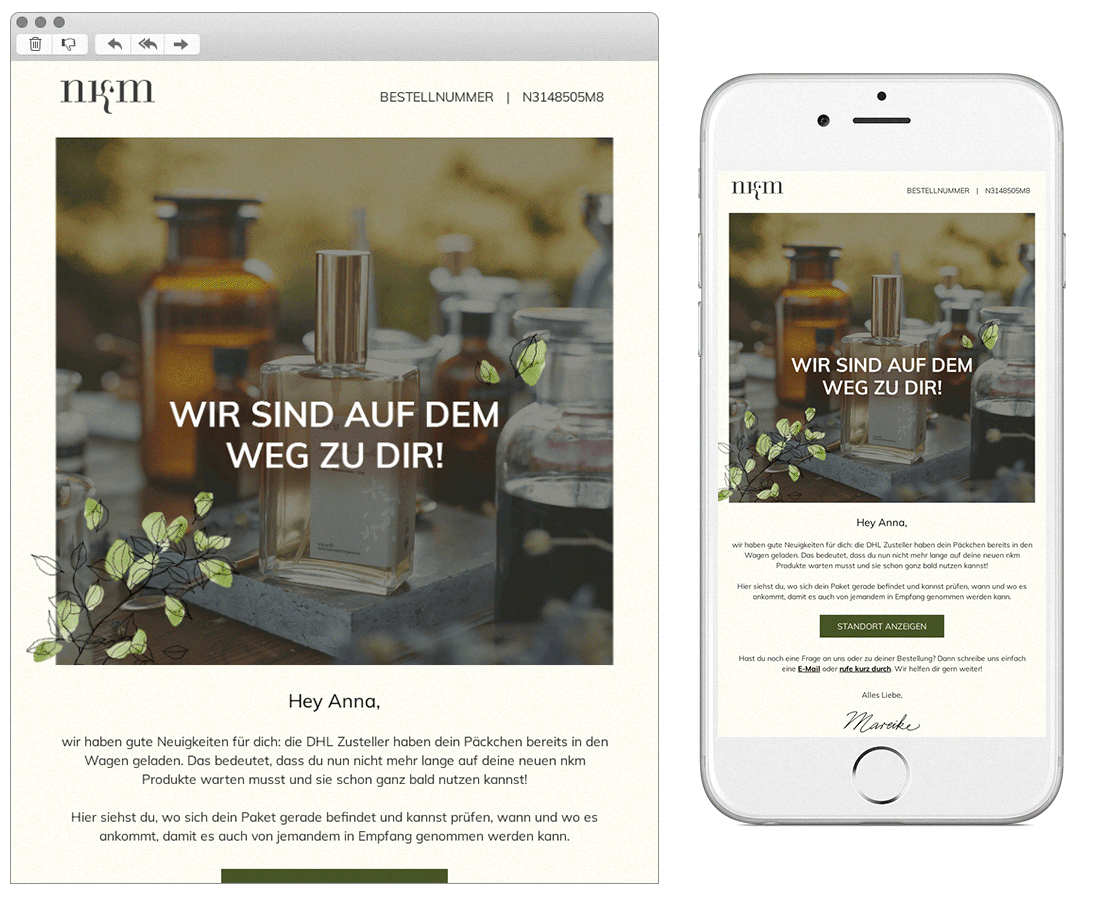 nkm
BESTELLNUMMER | N3148505M8
WIR SIND AUF DEM
WEG ZU DIR!
Hey Anna,
wir haben gute Neuigkeiten für dich: die DHL Zusteller haben dein Päckchen bereits in den
Wagen geladen. Das bedeutet, dass du nun nicht mehr lange auf deine neuen nkm
Produkte warten musst und sie schon ganz bald nutzen kannst!
Hier siehst du, wo sich dein Paket gerade befindet und kannst prüfen, wann und wo es
ankommt, damit es auch von jemandem in Empfang genommen werden kann.
nkm
BESTELLNUMMER | N3148505M8
WIR SIND AUF DEM
WEG ZU DIR!
Hey Anna,
wir haben gute Neuigkeiten für dich: die DHL Zusteller haben dein Päckchen bereits in den
Wagen geladen. Das bedeutet, dass du nun nicht mehr lange auf deine neuen nkm
Produkte warten musst und sie schon ganz bald nutzen kannst!
Hier siehst du, wo sich dein Paket gerade befindet und kannst prüfen, wann und wo es
ankommt, damit es auch von jemandem in Empfang genommen werden kann.
STANDORT ANZEIGEN
Hast du noch eine Frage an uns oder zu deiner Bestellung? Dann schreibe uns einfach
eine E-Mail oder rufe kurz durch. Wir helfen dir gern weiter!
Alles Liebe,
Mareike